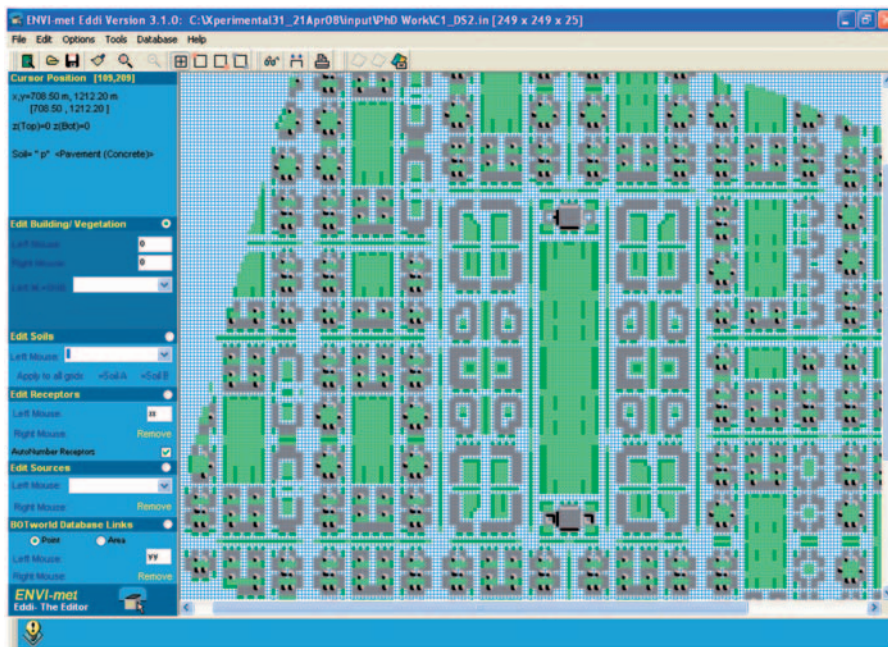 ENVI-met Eddi Version 3.1.0: C:\Xperimental31_21Apr08\input\PhD Work\C1_DS2.in [249 x 249 x 25]
File Edit Options Tools Database Help
Cursor Position [109,209]
x,y=708.50 m, 1212.20 m
[708.50 , 1212.20 ]
z(Top)=0 z(Bot)=0
Soil= " p" <Pavement (Concrete)>
Edit Building/ Vegetation
Left Mouse: 0
Right Mouse: 0
Edit Soils
Left Mouse:
Apply to all grids: =Soil A =Soil B
Edit Receptors
Left Mouse: xx
Right Mouse: Remove
AutoNumber Receptors
Edit Sources
Left Mouse:
Right Mouse: Remove
BOTworld Database Links
Point Area
Left Mouse: yy
Right Mouse: Remove
ENVI-met
Eddi- The Editor